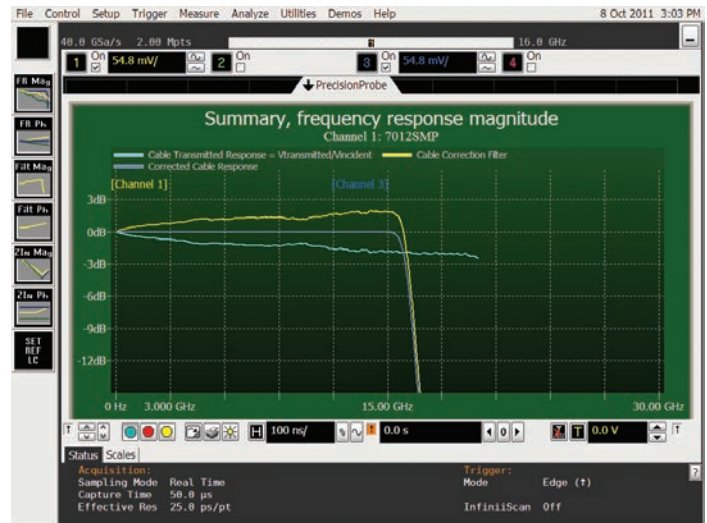 File Control Setup Trigger Measure Analyze Utilities Demos Help 8 Oct 2011 3:03 PM
40.0 GSa/s 2.00 Mpts 16.0 GHz
1 On 54.8 mV/ 2 On 3 On 54.8 mV/ 4 On
PrecisionProbe
FR Mag
FR Ph
Filt Mag
Filt Ph
ZIn Mag
ZIn Ph
SET
REF
LC
Summary, frequency response magnitude
Channel 1: 7012SMP
Cable Transmitted Response = Vtransmitted/Vincident Cable Correction Filter
Corrected Cable Response
[Channel 1] [Channel 3]
3dB
0dB
-3dB
-6dB
-9dB
-12dB
0 Hz 3.000 GHz 15.00 GHz 30.00 GHz
H 100 ns/ 0.0 s 0 T 0.0 V
Status Scales
Acquisition: Trigger:
Sampling Mode Real Time Mode Edge (↑)
Capture Time 50.0 µs
Effective Res 25.0 ps/pt InfiniiScan Off
?